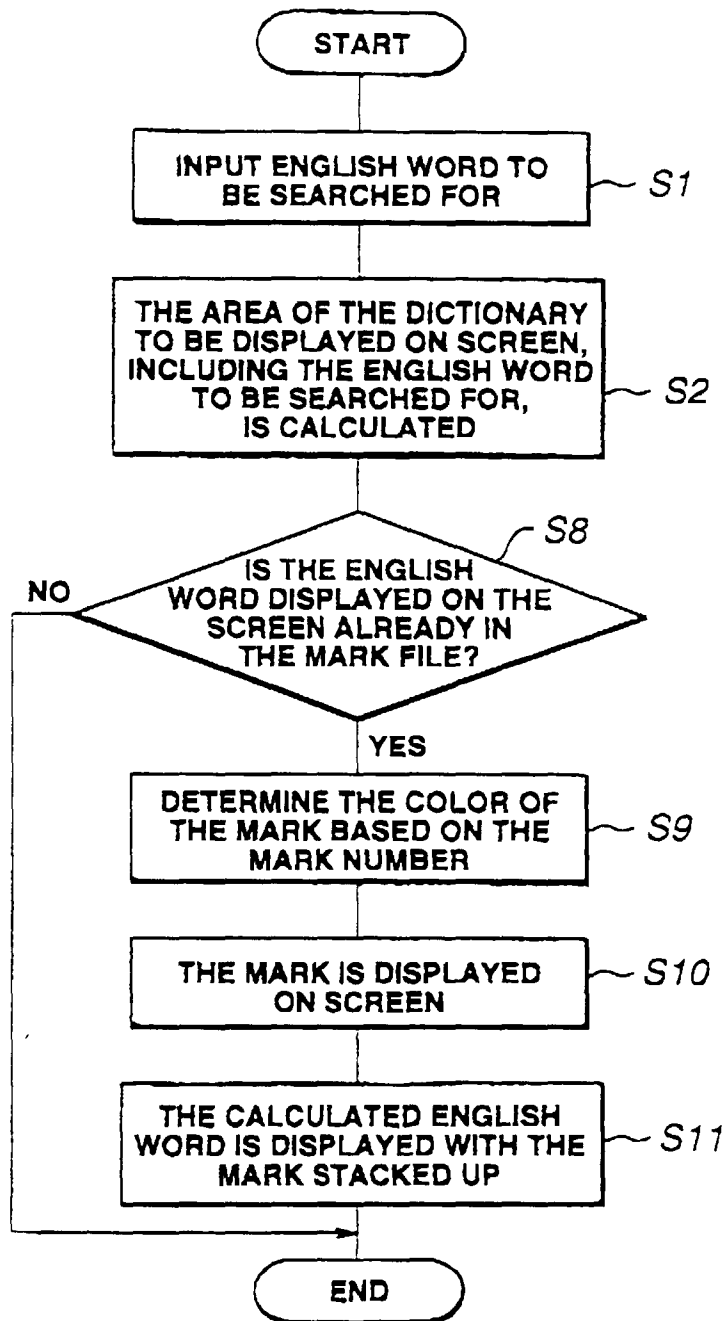 START
INPUT ENGLISH WORD TO
BE SEARCHED FOR
S1
THE AREA OF THE DICTIONARY
TO BE DISPLAYED ON SCREEN,
INCLUDING THE ENGLISH WORD
TO BE SEARCHED FOR,
IS CALCULATED
S2
S8
IS THE ENGLISH
WORD DISPLAYED ON THE
SCREEN ALREADY IN
THE MARK FILE?
NO
YES
DETERMINE THE COLOR OF
THE MARK BASED ON THE
MARK NUMBER
S9
THE MARK IS DISPLAYED
ON SCREEN
S10
THE CALCULATED ENGLISH
WORD IS DISPLAYED WITH THE
MARK STACKED UP
S11
END